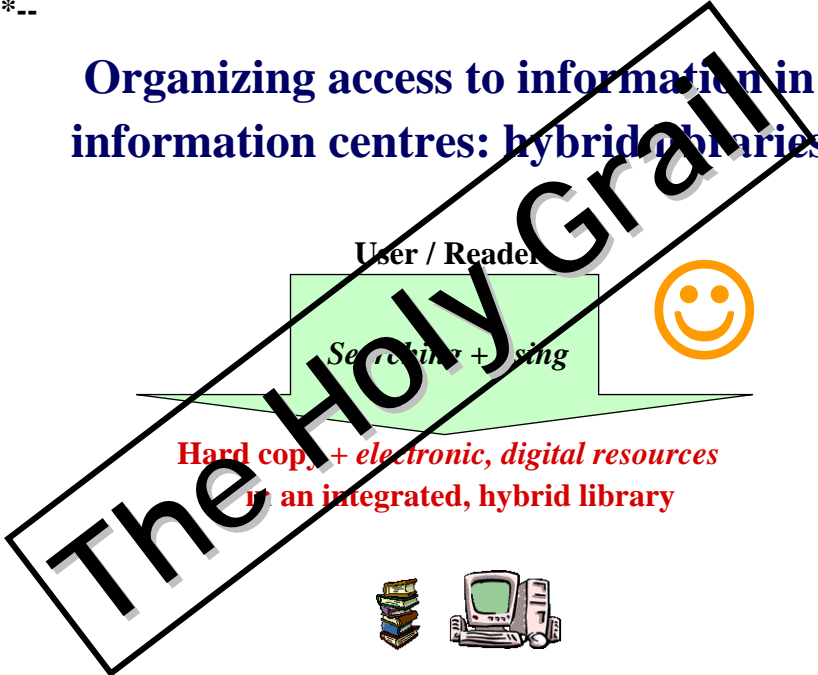 *--
Organizing access to information in
information centres: hybrid libraries
User / Reader
Searching + using
Hard copy + electronic, digital resources
in an integrated, hybrid library
The Holy Grail